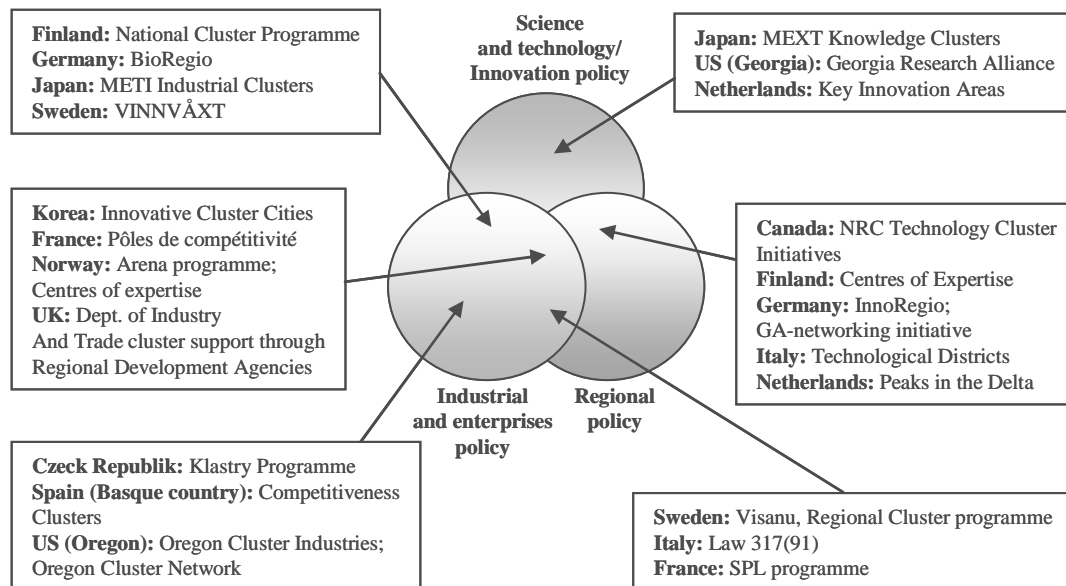 Finland: National Cluster Programme
Germany: BioRegio
Japan: METI Industrial Clusters
Sweden: VINNVÅXT
Science
and technology/
Innovation policy
Japan: MEXT Knowledge Clusters
US (Georgia): Georgia Research Alliance
Netherlands: Key Innovation Areas
Korea: Innovative Cluster Cities
France: Pôles de compétitivité
Norway: Arena programme;
Centres of expertise
UK: Dept. of Industry
And Trade cluster support through
Regional Development Agencies
Canada: NRC Technology Cluster
Initiatives
Finland: Centres of Expertise
Germany: InnoRegio;
GA-networking initiative
Italy: Technological Districts
Netherlands: Peaks in the Delta
Industrial
and enterprises
policy
Regional
policy
Czeck Republik: Klastry Programme
Spain (Basque country): Competitiveness
Clusters
US (Oregon): Oregon Cluster Industries;
Oregon Cluster Network
Sweden: Visanu, Regional Cluster programme
Italy: Law 317(91)
France: SPL programme